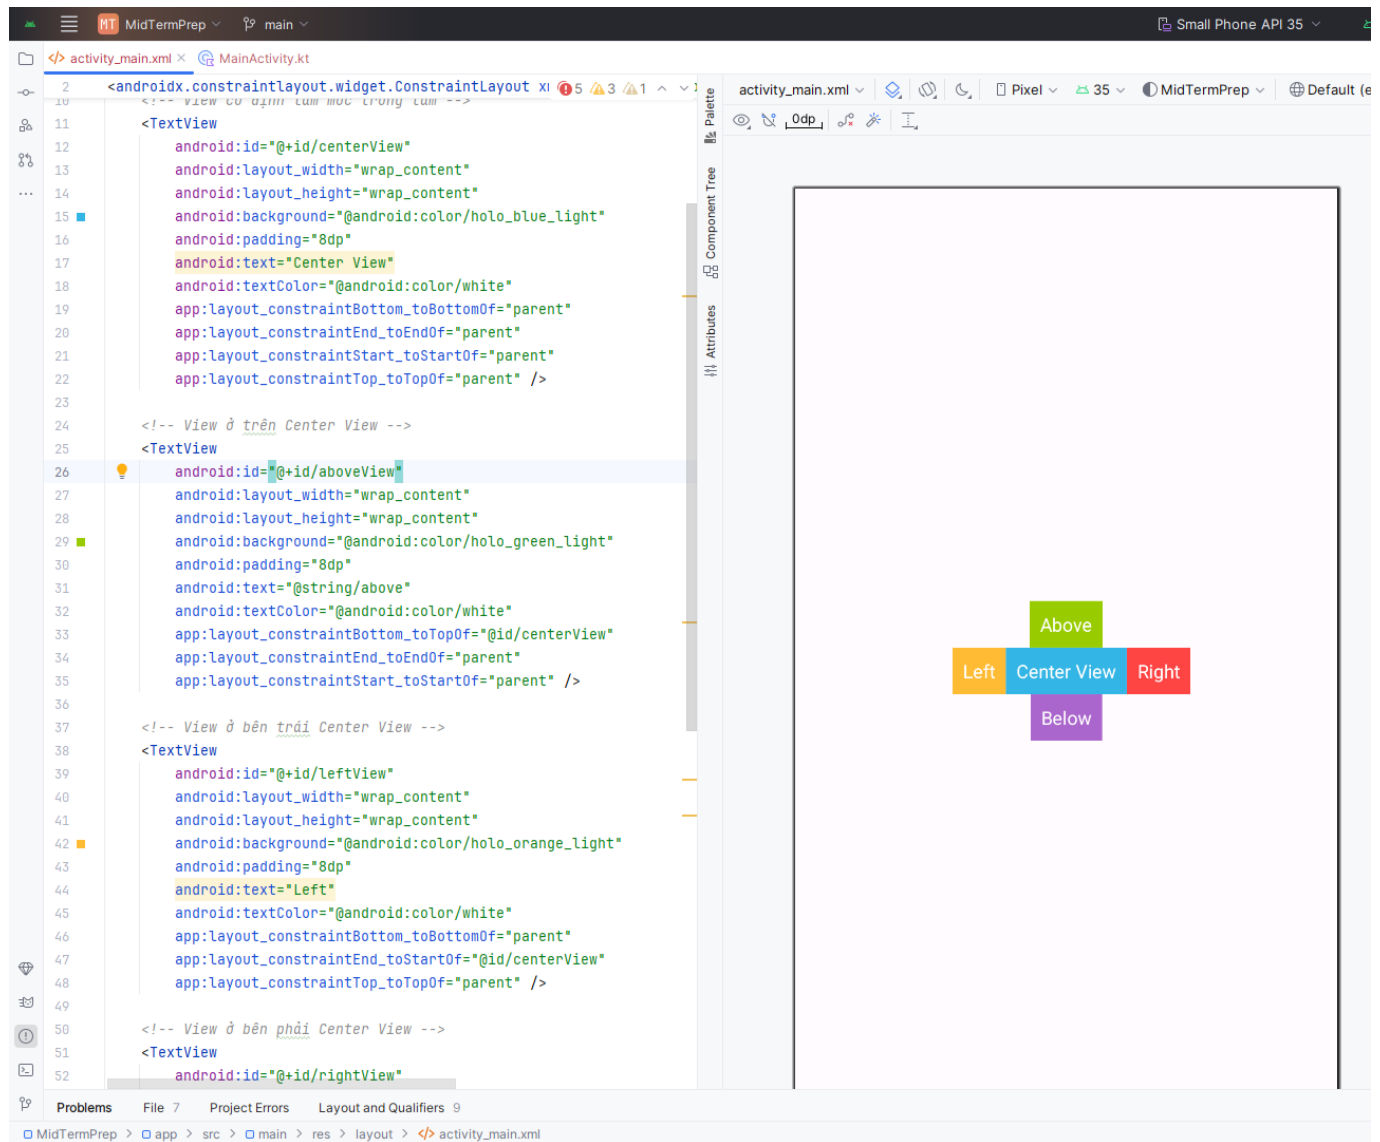 MT MidTermPrep main Small Phone API 35
activity_main.xml MainActivity.kt
2 <androidx.constraintlayout.widget.ConstraintLayout 5 3 1
activity_main.xml Pixel 35 MidTermPrep Default (e
0dp
Palette
Component Tree
Attributes
10 <!-- View cố định làm mốc trung tâm -->
11 <TextView
12 android:id="@+id/centerView"
13 android:layout_width="wrap_content"
14 android:layout_height="wrap_content"
15 android:background="@android:color/holo_blue_light"
16 android:padding="8dp"
17 android:text="Center View"
18 android:textColor="@android:color/white"
19 app:layout_constraintBottom_toBottomOf="parent"
20 app:layout_constraintEnd_toEndOf="parent"
21 app:layout_constraintStart_toStartOf="parent"
22 app:layout_constraintTop_toTopOf="parent" />
23
24 <!-- View ở trên Center View -->
25 <TextView
26 android:id="@+id/aboveView"
27 android:layout_width="wrap_content"
28 android:layout_height="wrap_content"
29 android:background="@android:color/holo_green_light"
30 android:padding="8dp"
31 android:text="@string/above"
32 android:textColor="@android:color/white"
33 app:layout_constraintBottom_toTopOf="@id/centerView"
34 app:layout_constraintEnd_toEndOf="parent"
35 app:layout_constraintStart_toStartOf="parent" />
36
37 <!-- View ở bên trái Center View -->
38 <TextView
39 android:id="@+id/leftView"
40 android:layout_width="wrap_content"
41 android:layout_height="wrap_content"
42 android:background="@android:color/holo_orange_light"
43 android:padding="8dp"
44 android:text="Left"
45 android:textColor="@android:color/white"
46 app:layout_constraintBottom_toBottomOf="parent"
47 app:layout_constraintEnd_toStartOf="@id/centerView"
48 app:layout_constraintTop_toTopOf="parent" />
49
50 <!-- View ở bên phải Center View -->
51 <TextView
52 android:id="@+id/rightView"
Above
Left Center View Right
Below
Problems File 7 Project Errors Layout and Qualifiers 9
MidTermPrep > app > src > main > res > layout > activity_main.xml